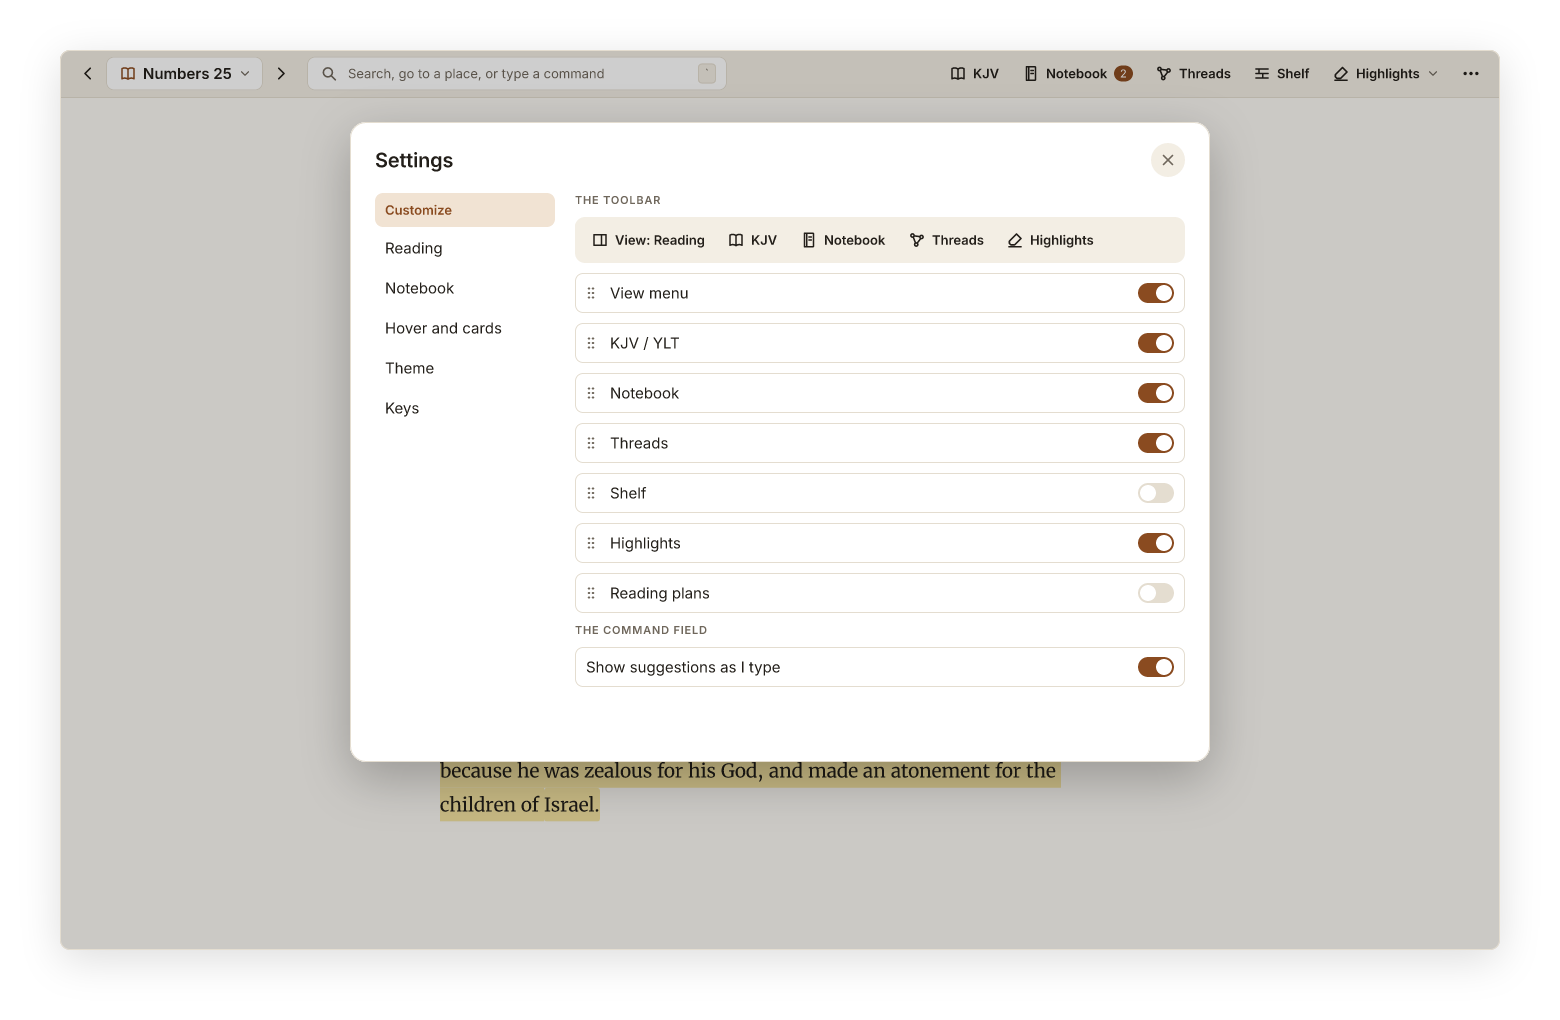 Numbers 25
Search, go to a place, or type a command
KJV
Notebook 2
Threads
Shelf
Highlights
Settings
Customize
Reading
Notebook
Hover and cards
Theme
Keys
THE TOOLBAR
View: Reading KJV Notebook Threads Highlights
View menu
KJV / YLT
Notebook
Threads
Shelf
Highlights
Reading plans
THE COMMAND FIELD
Show suggestions as I type
because he was zealous for his God, and made an atonement for the
children of Israel.